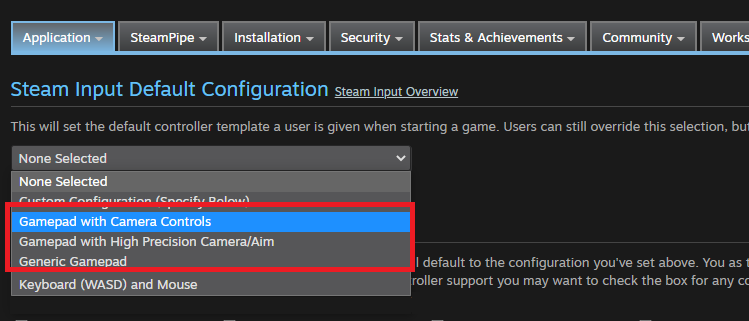 Application SteamPipe Installation Security Stats & Achievements Community Works
Steam Input Default Configuration Steam Input Overview
This will set the default controller template a user is given when starting a game. Users can still override this selection, but
None Selected
None Selected
Custom Configuration (Specify Below)
Gamepad with Camera Controls
Gamepad with High Precision Camera/Aim
Generic Gamepad
l default to the configuration you've set above. You as t
Keyboard (WASD) and Mouse
roller support you may want to check the box for any co